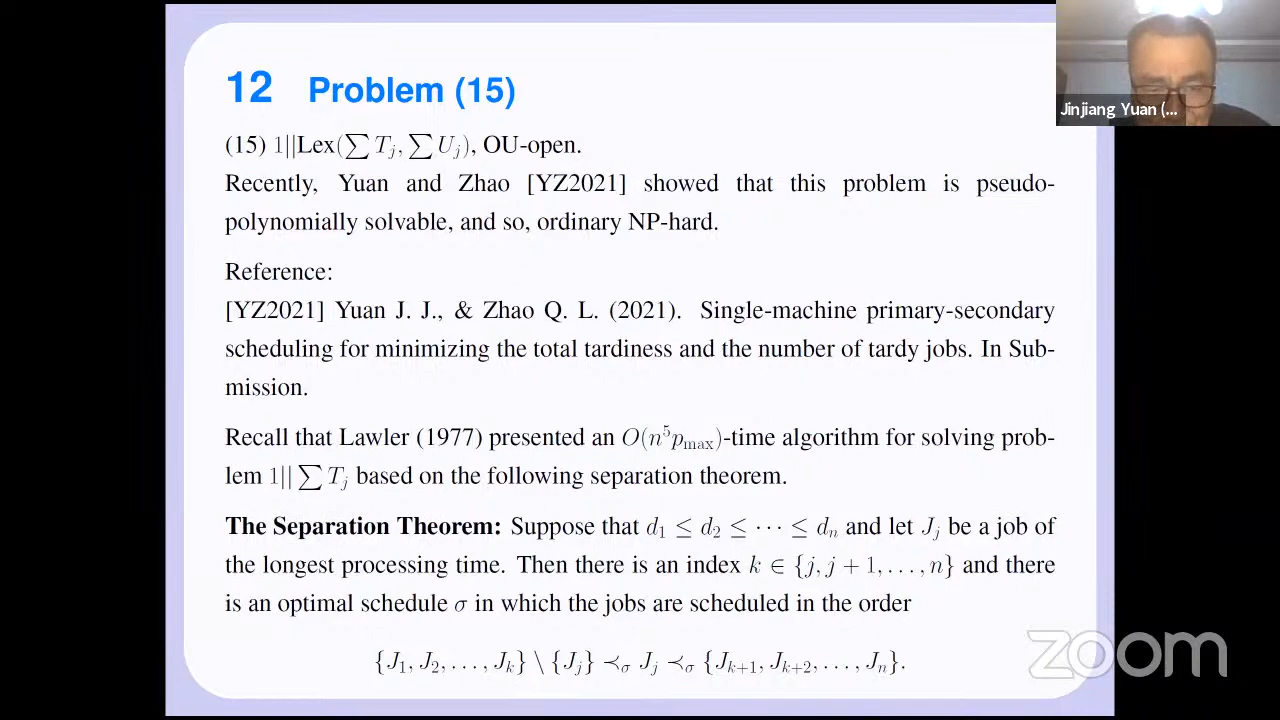 12 Problem (15)
Jinjiang Yuan (...
(15) 1||Lex(∑ T_j, ∑ U_j), OU-open.
Recently, Yuan and Zhao [YZ2021] showed that this problem is pseudo-
polynomially solvable, and so, ordinary NP-hard.
Reference:
[YZ2021] Yuan J. J., & Zhao Q. L. (2021). Single-machine primary-secondary
scheduling for minimizing the total tardiness and the number of tardy jobs. In Sub-
mission.
Recall that Lawler (1977) presented an O(n^5 p_max)-time algorithm for solving prob-
lem 1|| ∑ T_j based on the following separation theorem.
The Separation Theorem: Suppose that d_1 ≤ d_2 ≤ ⋯ ≤ d_n and let J_j be a job of
the longest processing time. Then there is an index k ∈ {j, j + 1, . . . , n} and there
is an optimal schedule σ in which the jobs are scheduled in the order
{J_1, J_2, . . . , J_k} \ {J_j} ≺_σ J_j ≺_σ {J_{k+1}, J_{k+2}, . . . , J_n}.
zoom